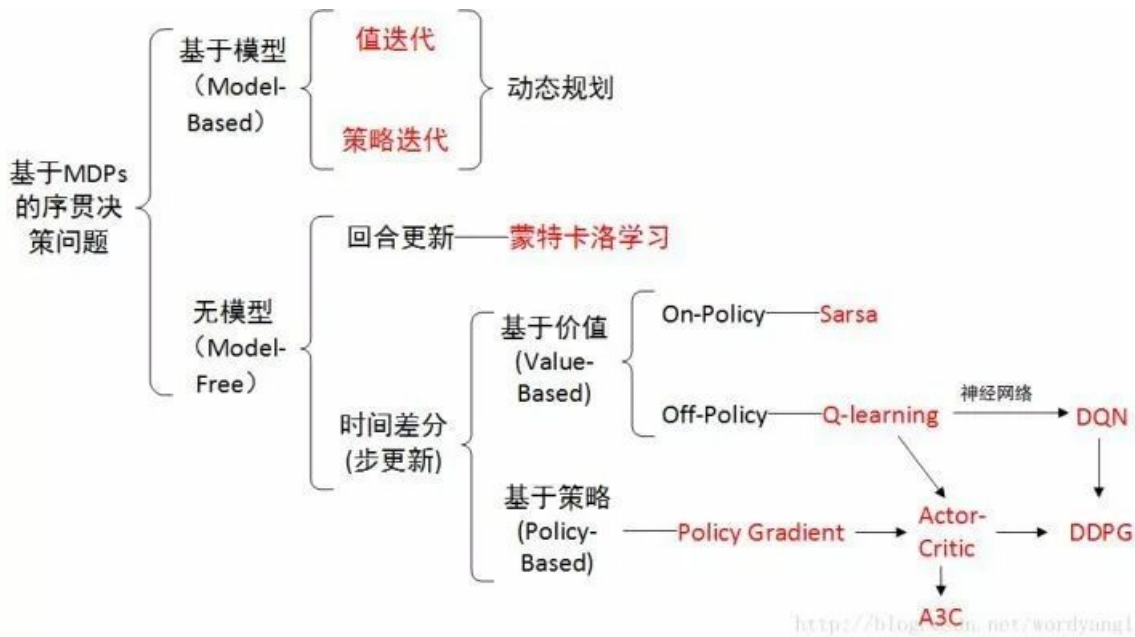 基于MDPs
的序贯决
策问题
基于模型
（Model-
Based）
值迭代
策略迭代
动态规划
无模型
（Model-
Free）
回合更新
蒙特卡洛学习
时间差分
(步更新)
基于价值
(Value-
Based)
On-Policy
Sarsa
Off-Policy
Q-learning
神经网络
DQN
基于策略
(Policy-
Based)
Policy Gradient
Actor-
Critic
DDPG
A3C